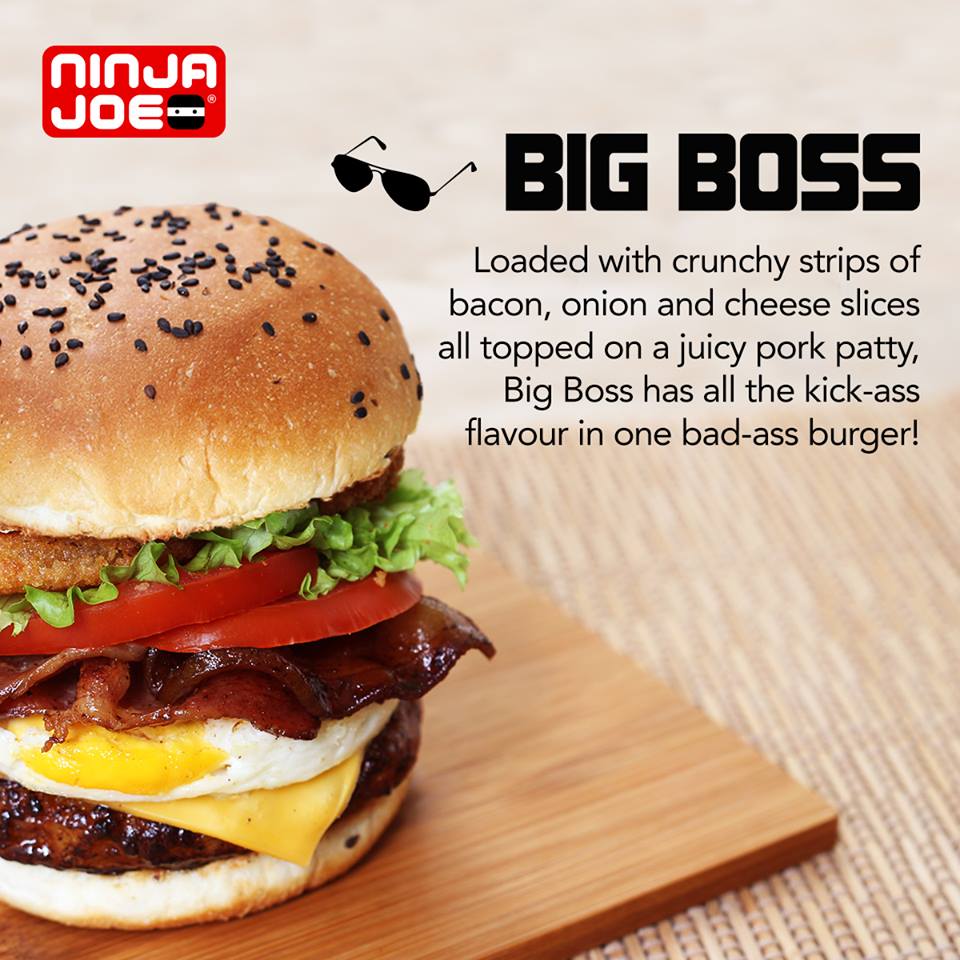 NINJA
JOE®
BIG BOSS
Loaded with crunchy strips of
bacon, onion and cheese slices
all topped on a juicy pork patty,
Big Boss has all the kick-ass
flavour in one bad-ass burger!